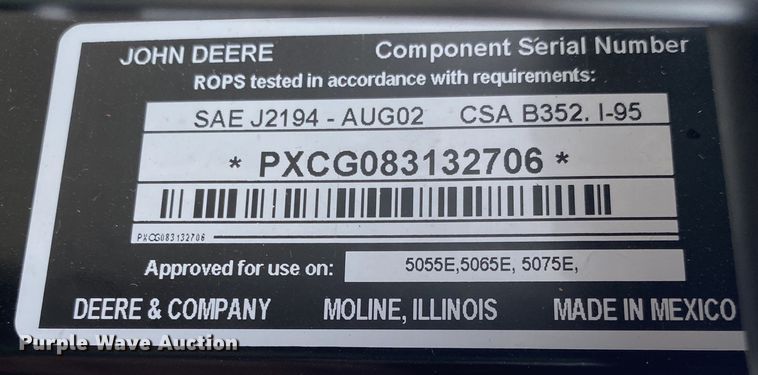 JOHN DEERE Component Serial Number
ROPS tested in accordance with requirements:
SAE J2194 - AUG02 CSA B352. I-95
* PXCG083132706 *
PXCG083132706
Approved for use on: 5055E,5065E, 5075E,
DEERE & COMPANY MOLINE, ILLINOIS MADE IN MEXICO
Purple Wave Auction